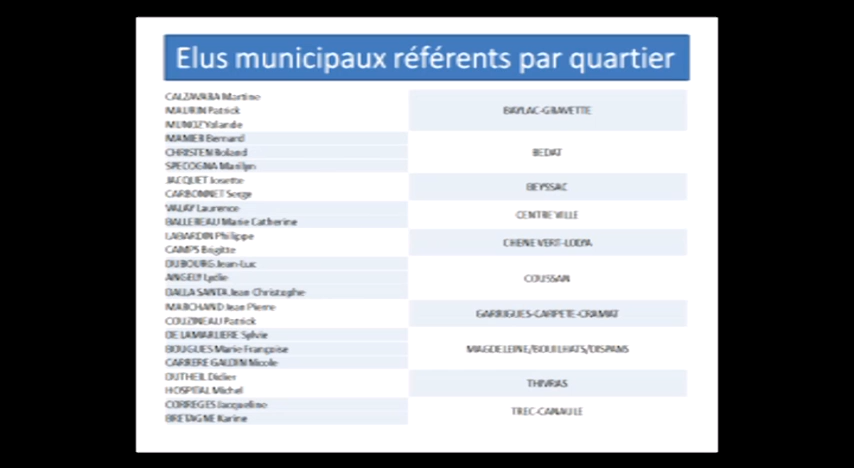 Elus municipaux référents par quartier
CALZAVARA Martine
MAURIN Patrick
MUNOZ Yolande
BAYLAC-GRAVETTE
MANIER Bernard
CHRISTEN Roland
SPECOGNA Marilyn
BEDAT
JACQUET Josette
CARBONNET Serge
BEYSSAC
VALAY Laurence
BALLEREAU Marie Catherine
CENTRE VILLE
LABARDIN Philippe
CAMPS Brigitte
CHENE VERT-LOLYA
DUBOURG Jean-Luc
ANGELY Lydie
DALLA SANTA Jean Christophe
COUSSAN
MARCHAND Jean Pierre
COUZINEAU Patrick
GARRIGUES-CARPETE-CRAMAT
DE LAMARLIERE Sylvie
BOUGUES Marie Françoise
CARRERE GALDIN Nicole
MAGDELEINE/BOUILHATS/DISPANS
DUTHEIL Didier
HOSPITAL Michel
THIVRAS
CORREGES Jacqueline
BRETAGNE Karine
TREC-CANAULE